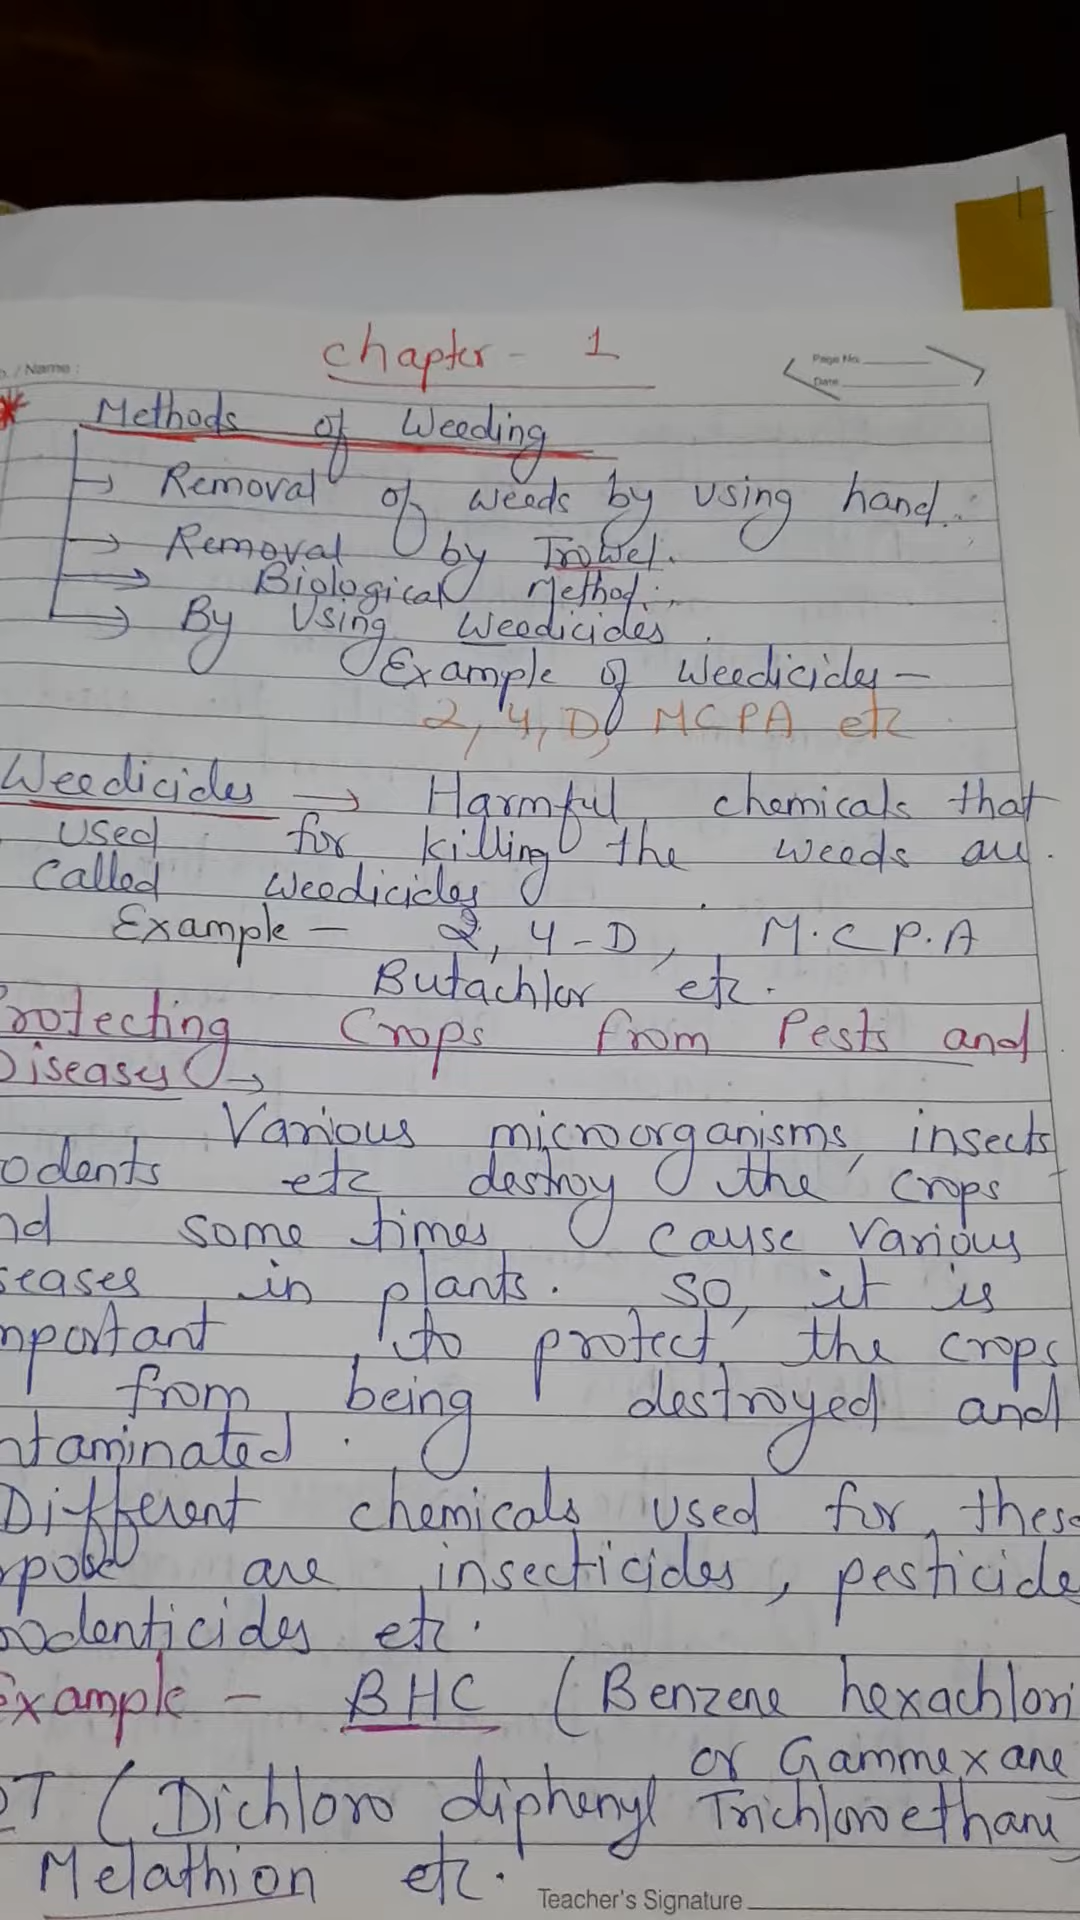 Chapter - 1
/ Name :
Page No.
Date
Methods of Weeding
→ Removal of weeds by using hand.
→ Removal by Trowel.
→ Biological Method.
→ By Using Weedicides.
Example of Weedicides -
2, 4, D, MCPA etc
Weedicides → Harmful chemicals that
used for killing the weeds are
Called weedicides.
Example - 2, 4-D, M.C.P.A
Butachlor etc.
rotecting Crops from Pests and
Diseases →
Various microorganisms, insects
odents etc destroy the crops
nd some times cause various
seases in plants. So, it is
mportant to protect the crops
from being destroyed and
ntaminated.
Different chemicals used for these
rpose are insecticides, pesticide
odenticides etc.
Example - BHC (Benzene hexachlori
or Gammexane
DT (Dichloro diphenyl Trichloroethane)
Melathion etc.
Teacher's Signature